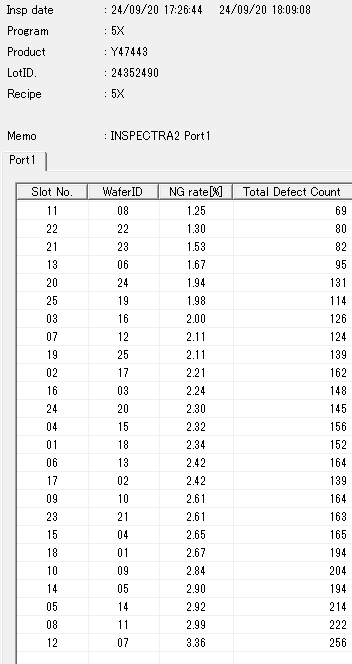 Insp date : 24/09/20 17:26:44 24/09/20 18:09:08
Program : 5X
Product : Y47443
LotID. : 24352490
Recipe : 5X
Memo : INSPECTRA2 Port1
Port1
Slot No. WaferID NG rate[%] Total Defect Count
11 08 1.25 69
22 22 1.30 80
21 23 1.53 82
13 06 1.67 95
20 24 1.94 131
25 19 1.98 114
03 16 2.00 126
07 12 2.11 124
19 25 2.11 139
02 17 2.21 162
16 03 2.24 148
24 20 2.30 145
04 15 2.32 156
01 18 2.34 152
06 13 2.42 164
17 02 2.42 139
09 10 2.61 164
23 21 2.61 163
15 04 2.65 165
18 01 2.67 194
10 09 2.84 204
14 05 2.90 194
05 14 2.92 214
08 11 2.99 222
12 07 3.36 256